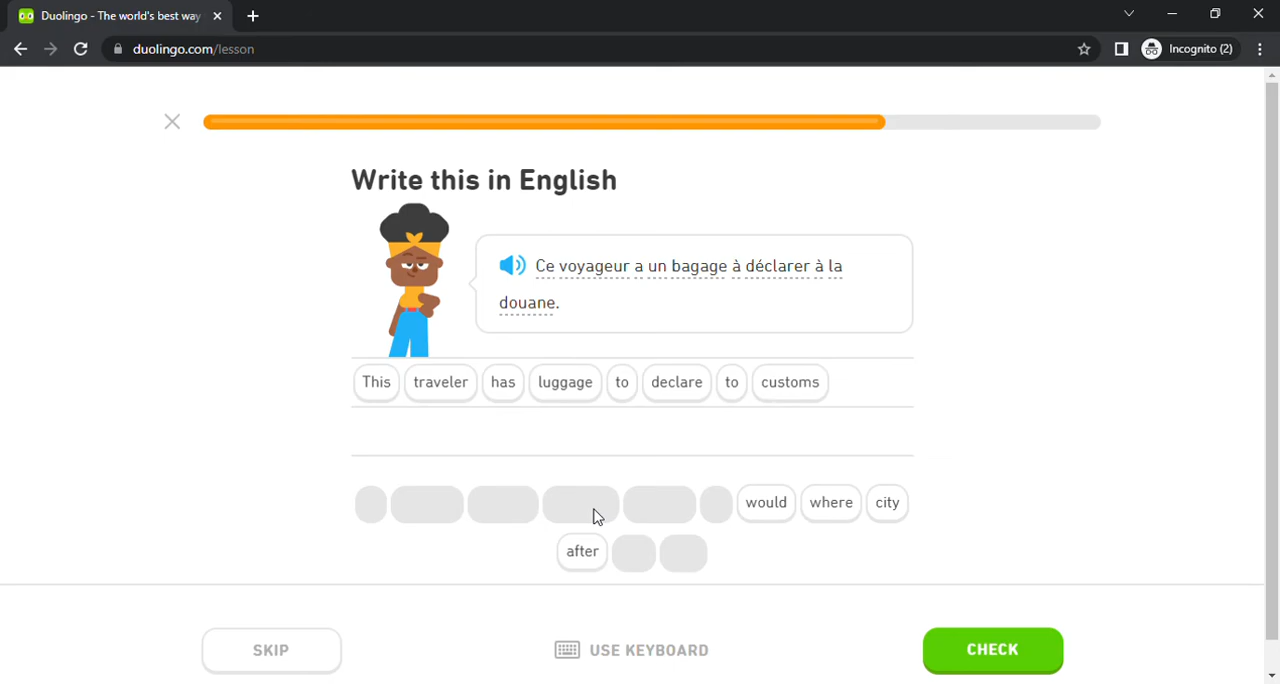 Duolingo - The world's best way
duolingo.com/lesson
Incognito (2)
Write this in English
Ce voyageur a un bagage à déclarer à la
douane.
This traveler has luggage to declare to customs
would where city
after
SKIP USE KEYBOARD CHECK